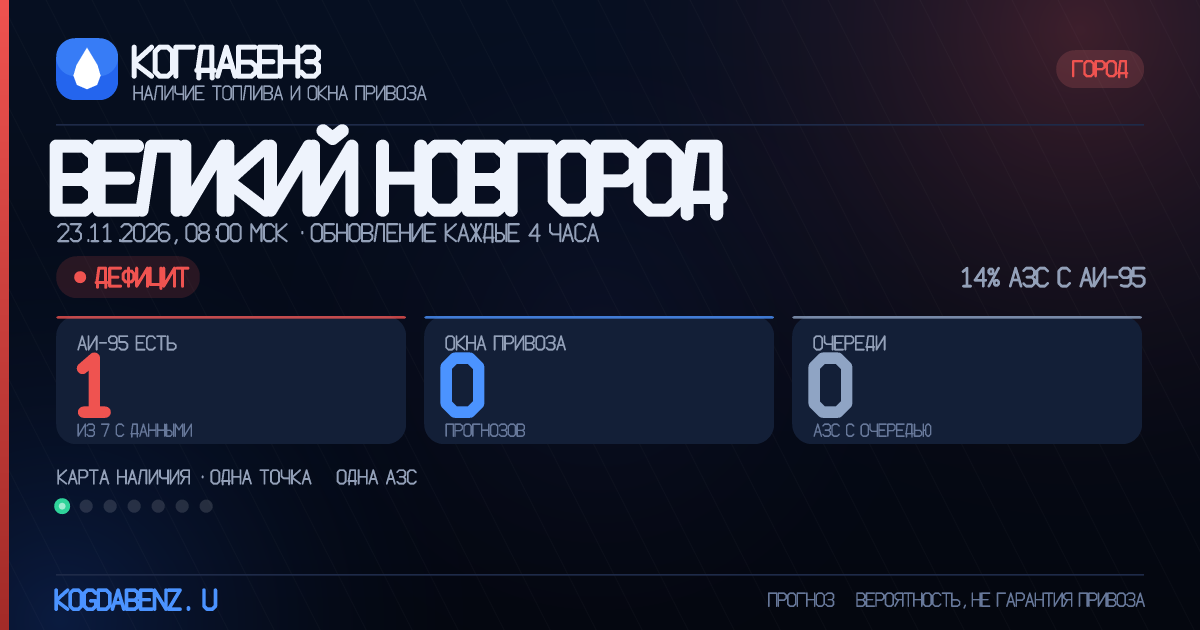 КОГДАБЕНЗ
НАЛИЧИЕ ТОПЛИВА И ОКНА ПРИВОЗА
ГОРОД
ВЕЛИКИЙ НОВГОРОД
23.11.2026, 08:00 МСК · ОБНОВЛЕНИЕ КАЖДЫЕ 4 ЧАСА
ДЕФИЦИТ
14% АЗС С АИ-95
АИ-95 ЕСТЬ
1
ИЗ 7 С ДАННЫМИ
ОКНА ПРИВОЗА
0
ПРОГНОЗОВ
ОЧЕРЕДИ
0
АЗС С ОЧЕРЕДЬЮ
КАРТА НАЛИЧИЯ · ОДНА ТОЧКА ОДНА АЗС
KOGDABENZ. U
ПРОГНОЗ ВЕРОЯТНОСТЬ, НЕ ГАРАНТИЯ ПРИВОЗА